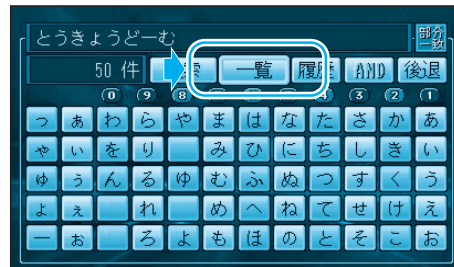 とうきょうどーむ
部分一致
50 件 索 一覧 履歴 AND 後退
0 9 8 4 3 2 1
っ ぁ わ ら や ま は な た さ か あ
ゃ ぃ を り み ひ に ち し き い
ゅ ぅ ん る ゆ む ふ ぬ つ す く う
ょ ぇ れ め へ ね て せ け え
ー ぉ ろ よ も ほ の と そ こ お